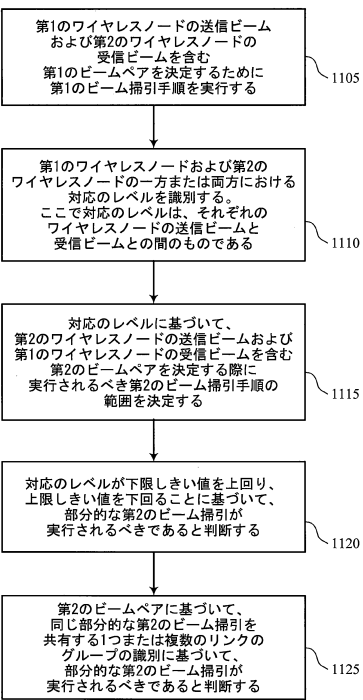 第1のワイヤレスノードの送信ビーム
および第2のワイヤレスノードの
受信ビームを含む
第1のビームペアを決定するために
第1のビーム掃引手順を実行する
1105
第1のワイヤレスノードおよび第2の
ワイヤレスノードの一方または両方における
対応のレベルを識別する。
ここで対応のレベルは、それぞれの
ワイヤレスノードの送信ビームと
受信ビームとの間のものである
1110
対応のレベルに基づいて、
第2のワイヤレスノードの送信ビームおよび
第1のワイヤレスノードの受信ビームを含む
第2のビームペアを決定する際に
実行されるべき第2のビーム掃引手順の
範囲を決定する
1115
対応のレベルが下限しきい値を上回り、
上限しきい値を下回ることに基づいて、
部分的な第2のビーム掃引が
実行されるべきであると判断する
1120
第2のビームペアに基づいて、
同じ部分的な第2のビーム掃引を
共有する1つまたは複数のリンクの
グループの識別に基づいて、
部分的な第2のビーム掃引が
実行されるべきであると判断する
1125